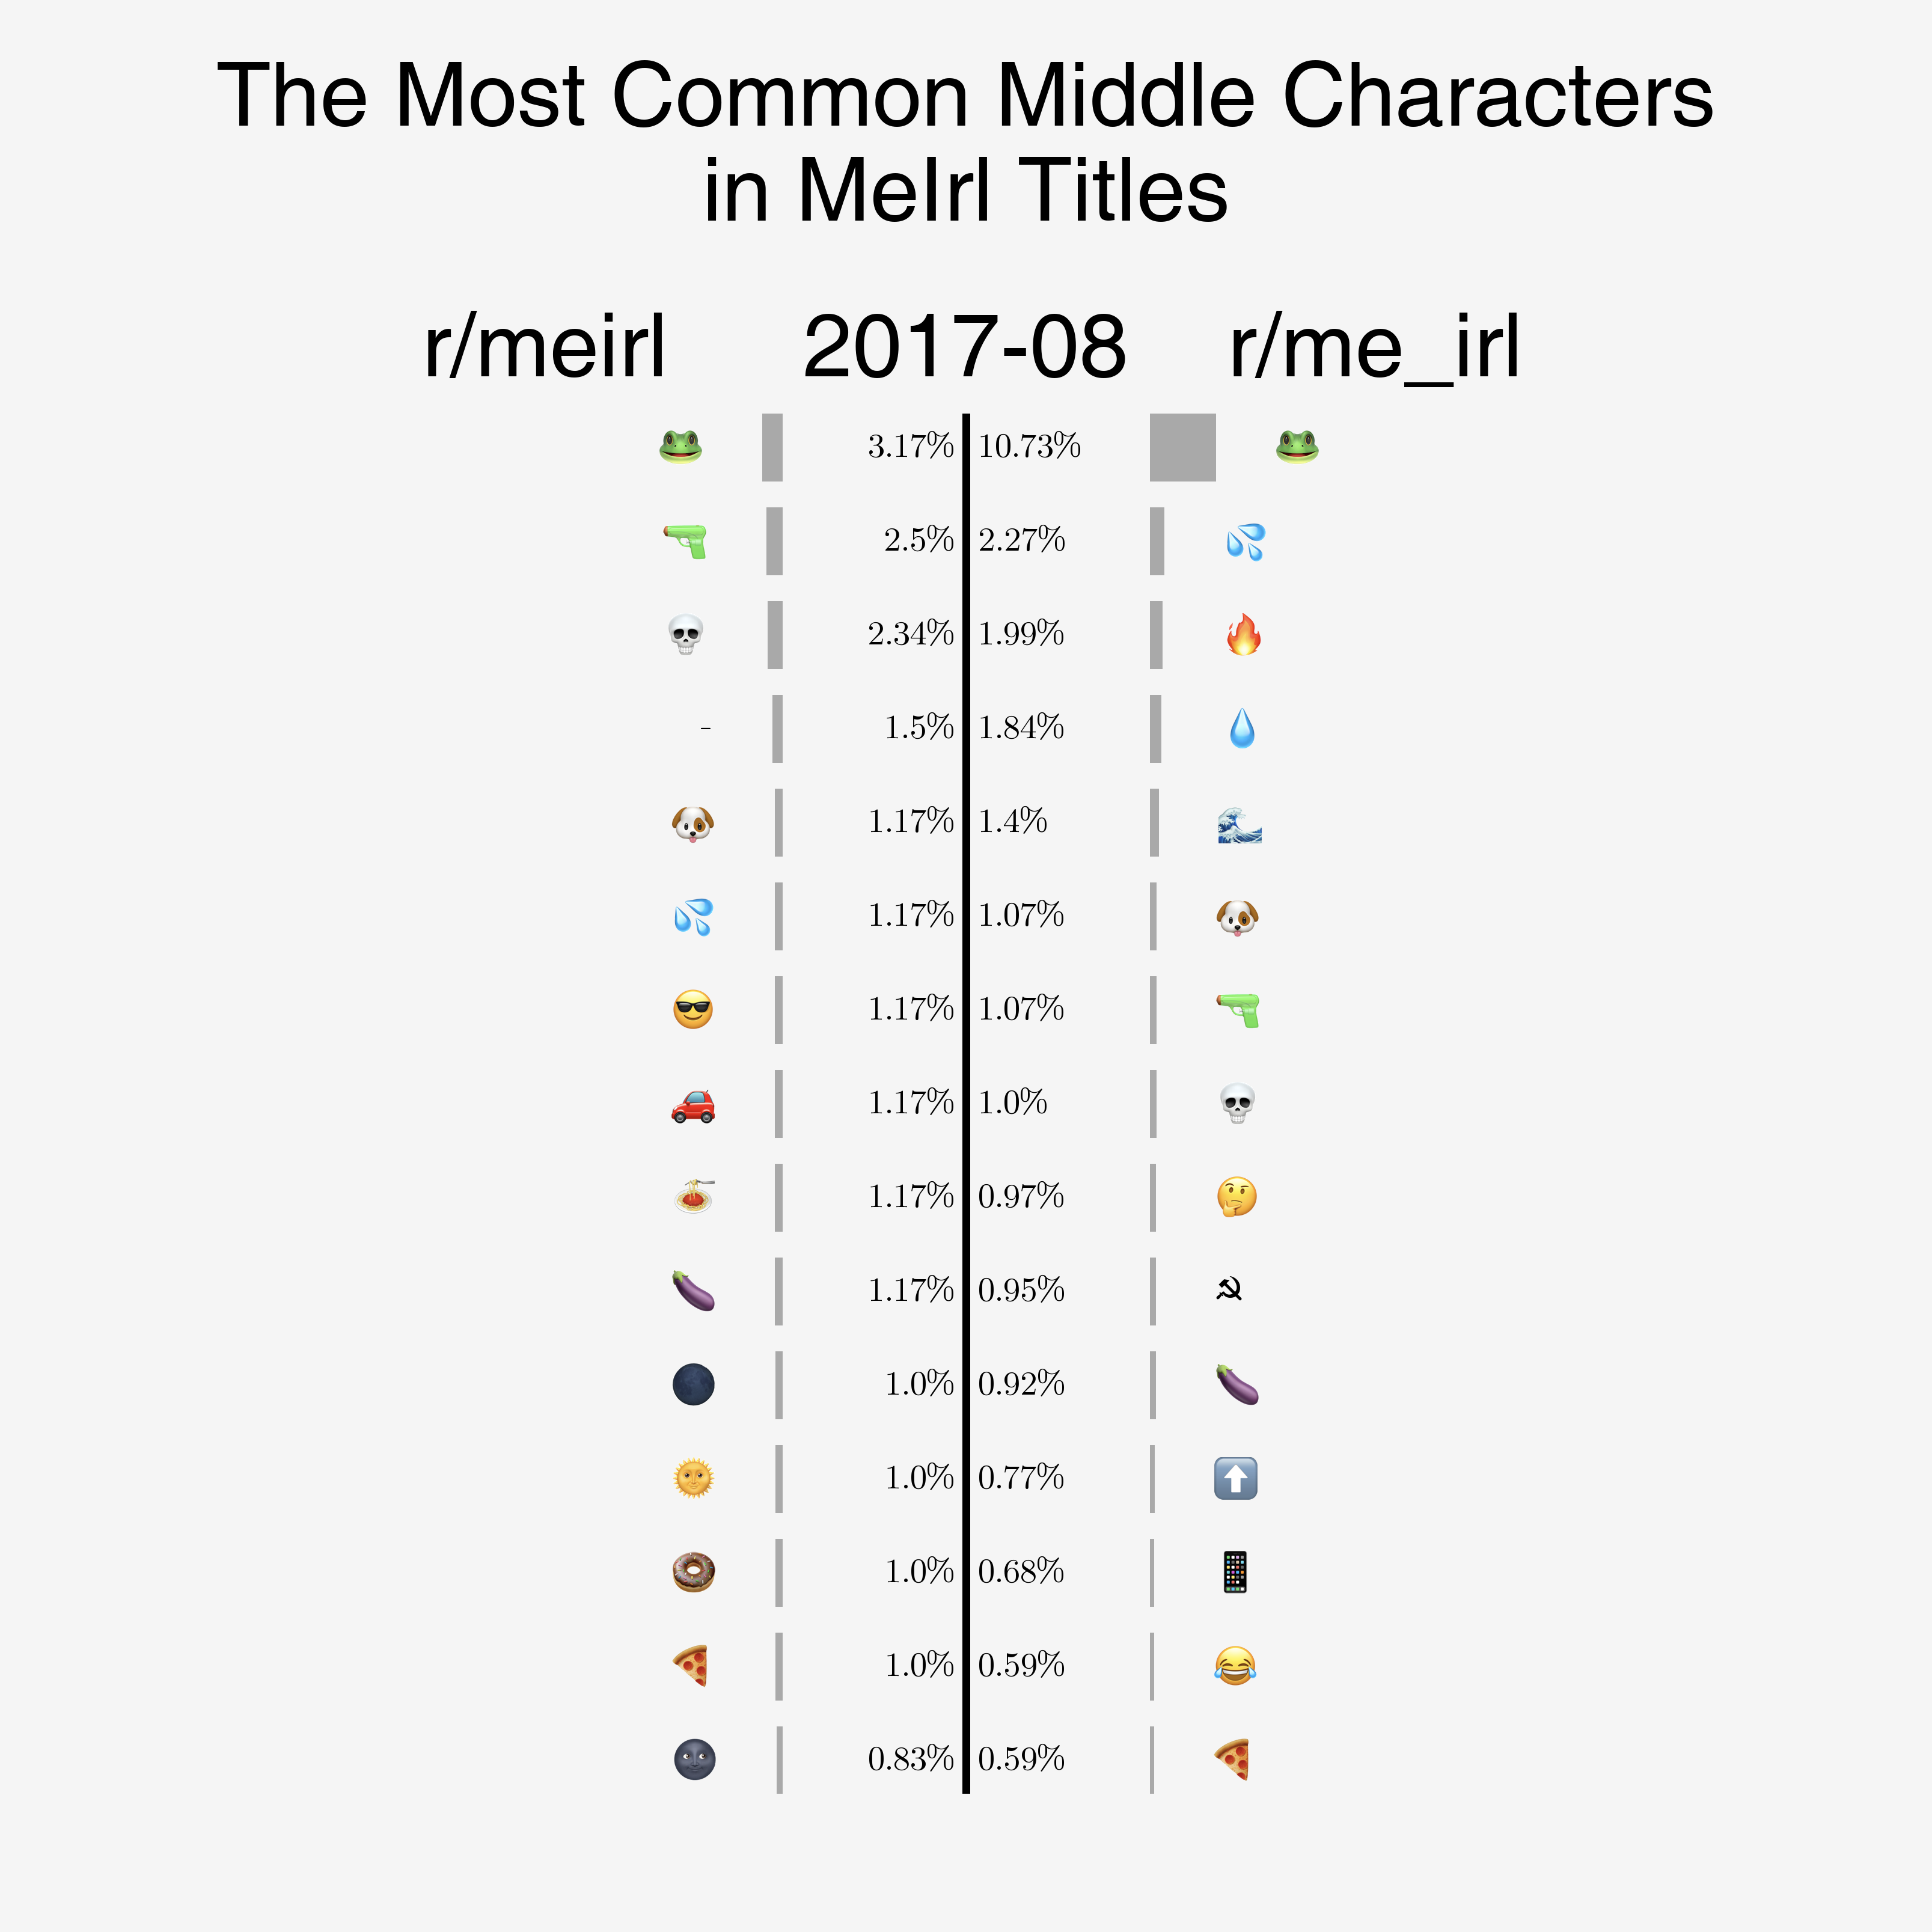 The Most Common Middle Characters
in MeIrl Titles
r/meirl 2017-08 r/me_irl
🐸 3.17% 10.73% 🐸
🔫 2.5% 2.27% 💦
💀 2.34% 1.99% 🔥
- 1.5% 1.84% 💧
🐶 1.17% 1.4% 🌊
💦 1.17% 1.07% 🐶
😎 1.17% 1.07% 🔫
🚗 1.17% 1.0% 💀
🍝 1.17% 0.97% 🤔
🍆 1.17% 0.95% ☭
🌑 1.0% 0.92% 🍆
🌞 1.0% 0.77% ⬆️
🍩 1.0% 0.68% 📱
🍕 1.0% 0.59% 😂
🌚 0.83% 0.59% 🍕